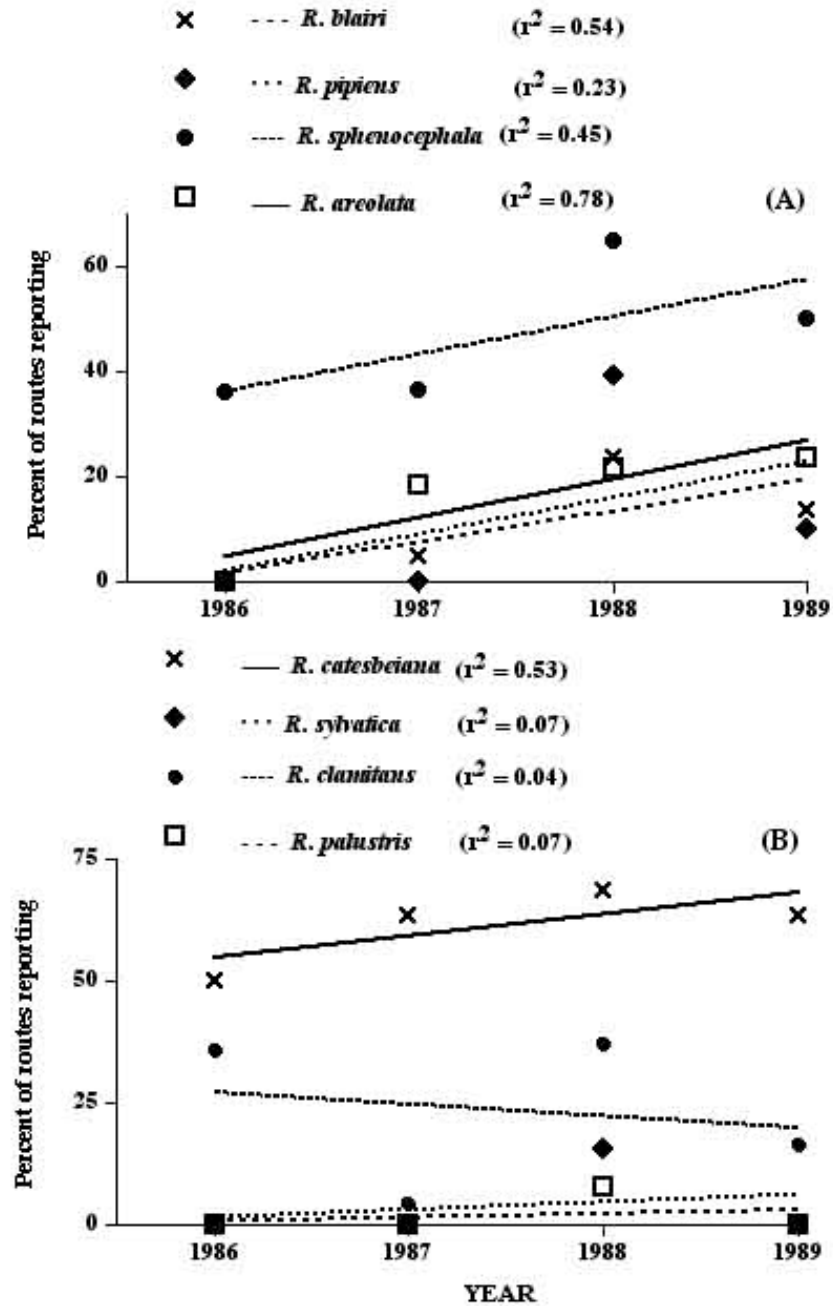 R. blairi (r² = 0.54)
R. pipiens (r² = 0.23)
R. sphenocephala (r² = 0.45)
R. areolata (r² = 0.78) (A)
Percent of routes reporting
60
40
20
0
1986 1987 1988 1989
R. catesbeiana (r² = 0.53)
R. sylvatica (r² = 0.07)
R. clamitans (r² = 0.04)
R. palustris (r² = 0.07) (B)
Percent of routes reporting
75
50
25
0
1986 1987 1988 1989
YEAR